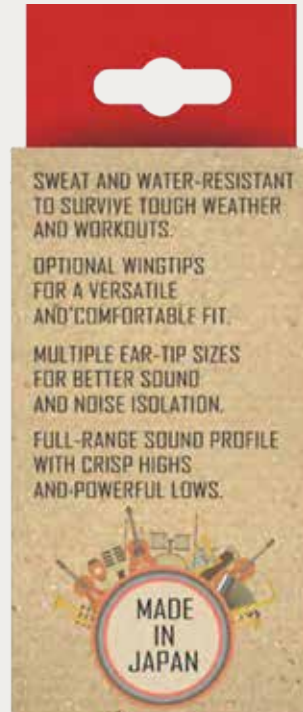 SWEAT AND WATER-RESISTANT
TO SURVIVE TOUGH WEATHER
AND WORKOUTS.
OPTIONAL WINGTIPS
FOR A VERSATILE
AND COMFORTABLE FIT.
MULTIPLE EAR-TIP SIZES
FOR BETTER SOUND
AND NOISE ISOLATION.
FULL-RANGE SOUND PROFILE
WITH CRISP HIGHS
AND POWERFUL LOWS.
MADE
IN
JAPAN